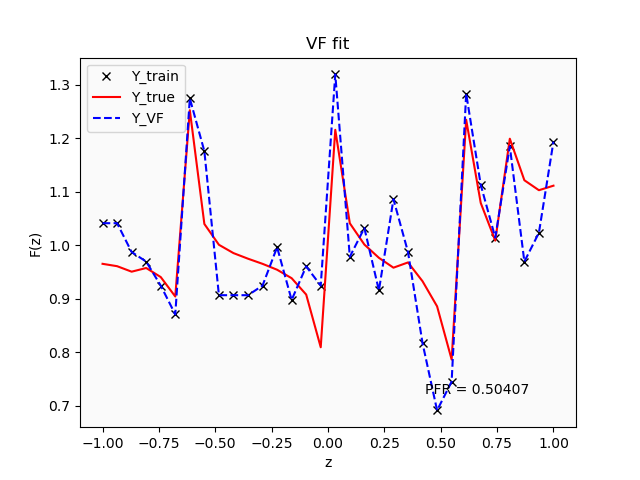 VF fit
Y_train
Y_true
Y_VF
1.3
1.2
1.1
1.0
0.9
0.8
0.7
F(z)
PFR = 0.50407
−1.00 −0.75 −0.50 −0.25 0.00 0.25 0.50 0.75 1.00
z